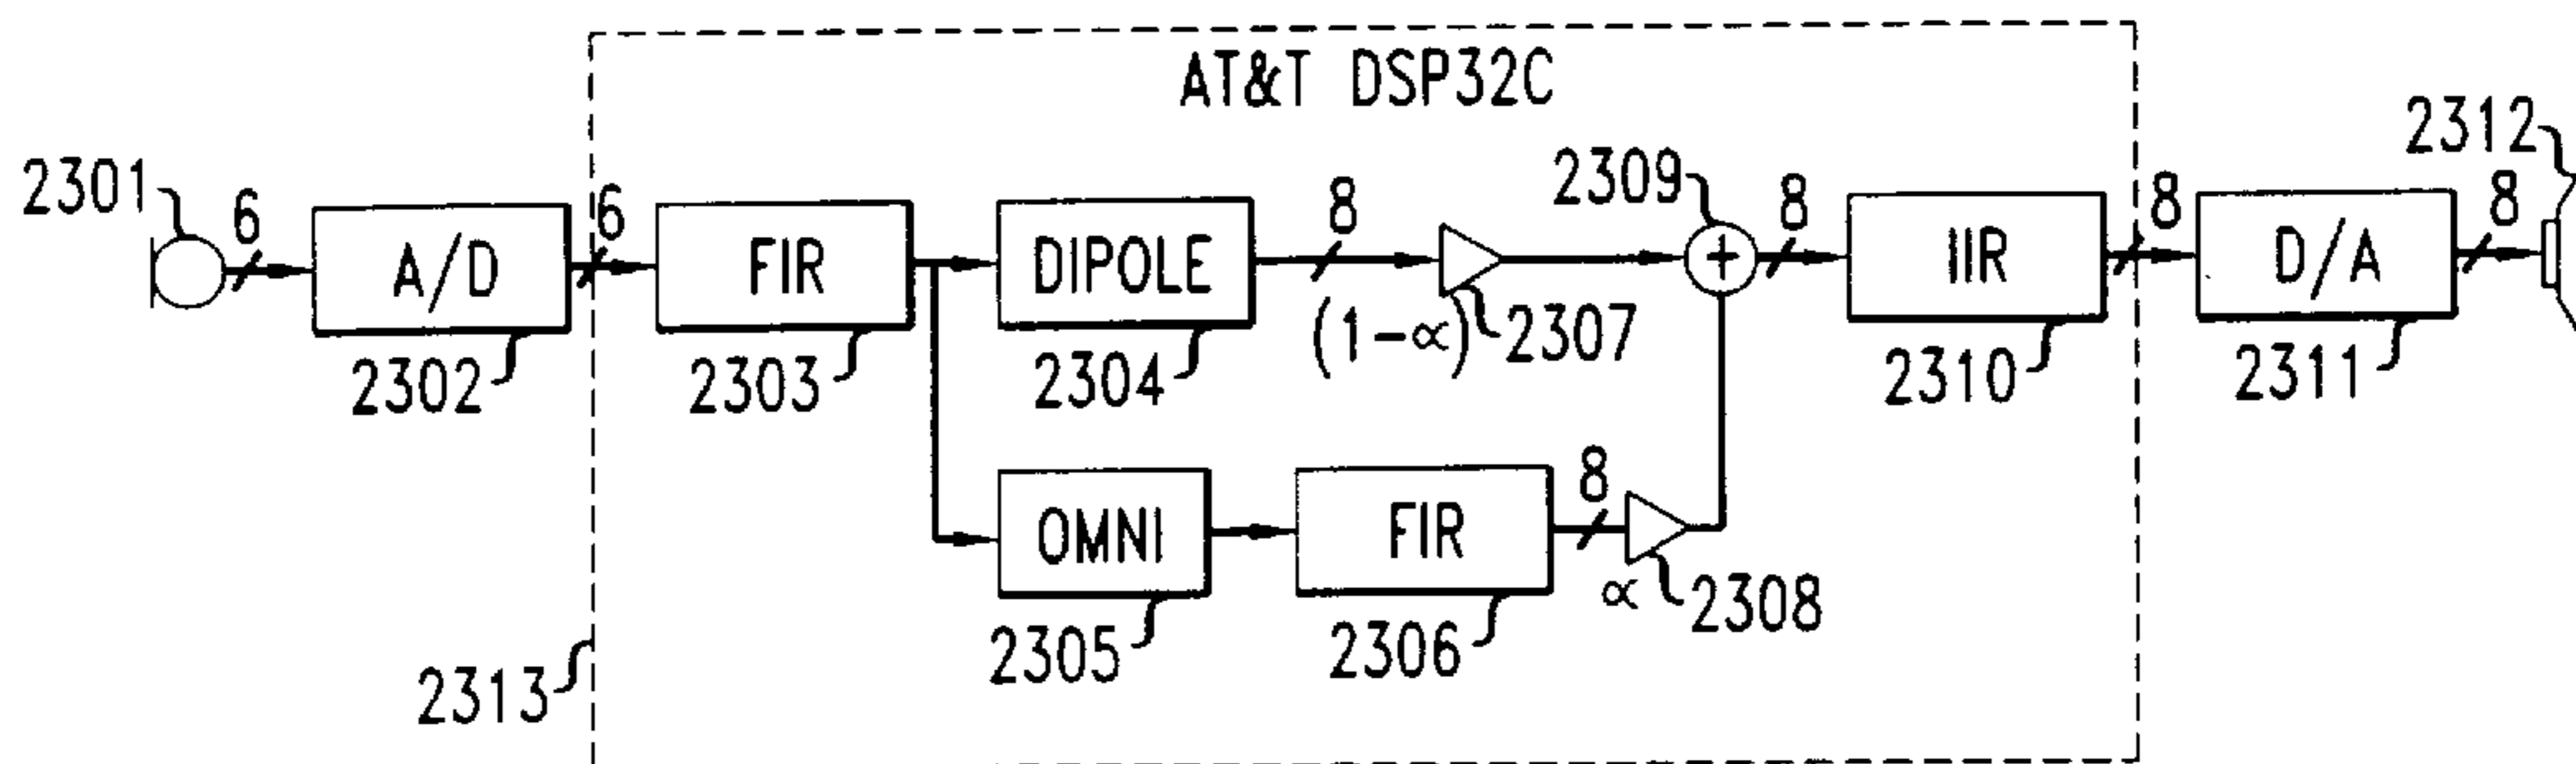 AT&T DSP32C
2301
6
A/D
2302
6
FIR
2303
DIPOLE
2304
8
(1-∝)
2307
2309
+
8
IIR
2310
8
D/A
2311
8
2312
OMNI
2305
FIR
2306
8
∝
2308
2313